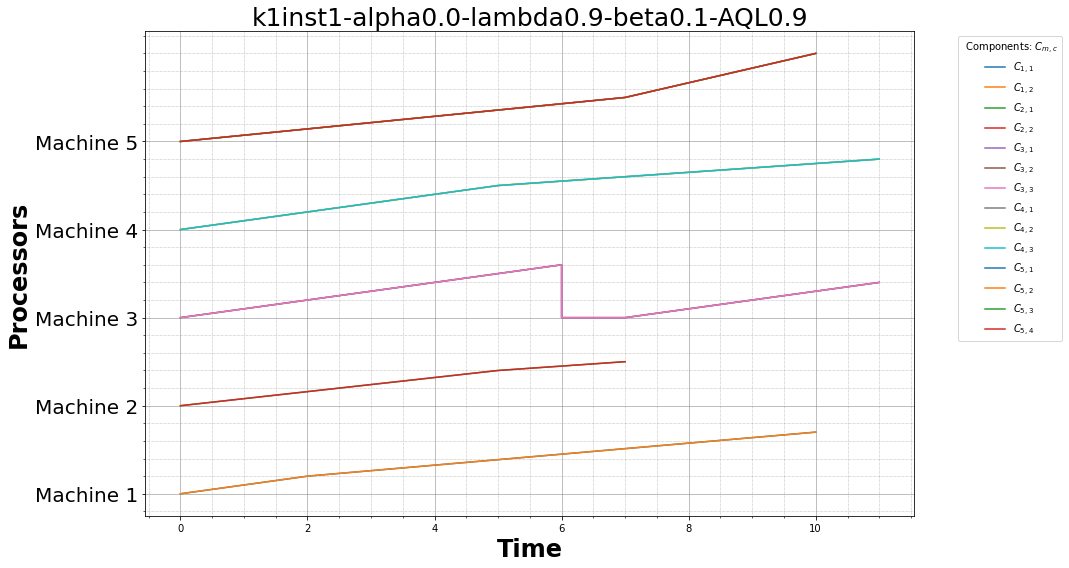 k1inst1-alpha0.0-lambda0.9-beta0.1-AQL0.9
Processors
Machine 5
Machine 4
Machine 3
Machine 2
Machine 1
0 2 4 6 8 10
Time
Components: C_{m,c}
C_{1,1}
C_{1,2}
C_{2,1}
C_{2,2}
C_{3,1}
C_{3,2}
C_{3,3}
C_{4,1}
C_{4,2}
C_{4,3}
C_{5,1}
C_{5,2}
C_{5,3}
C_{5,4}